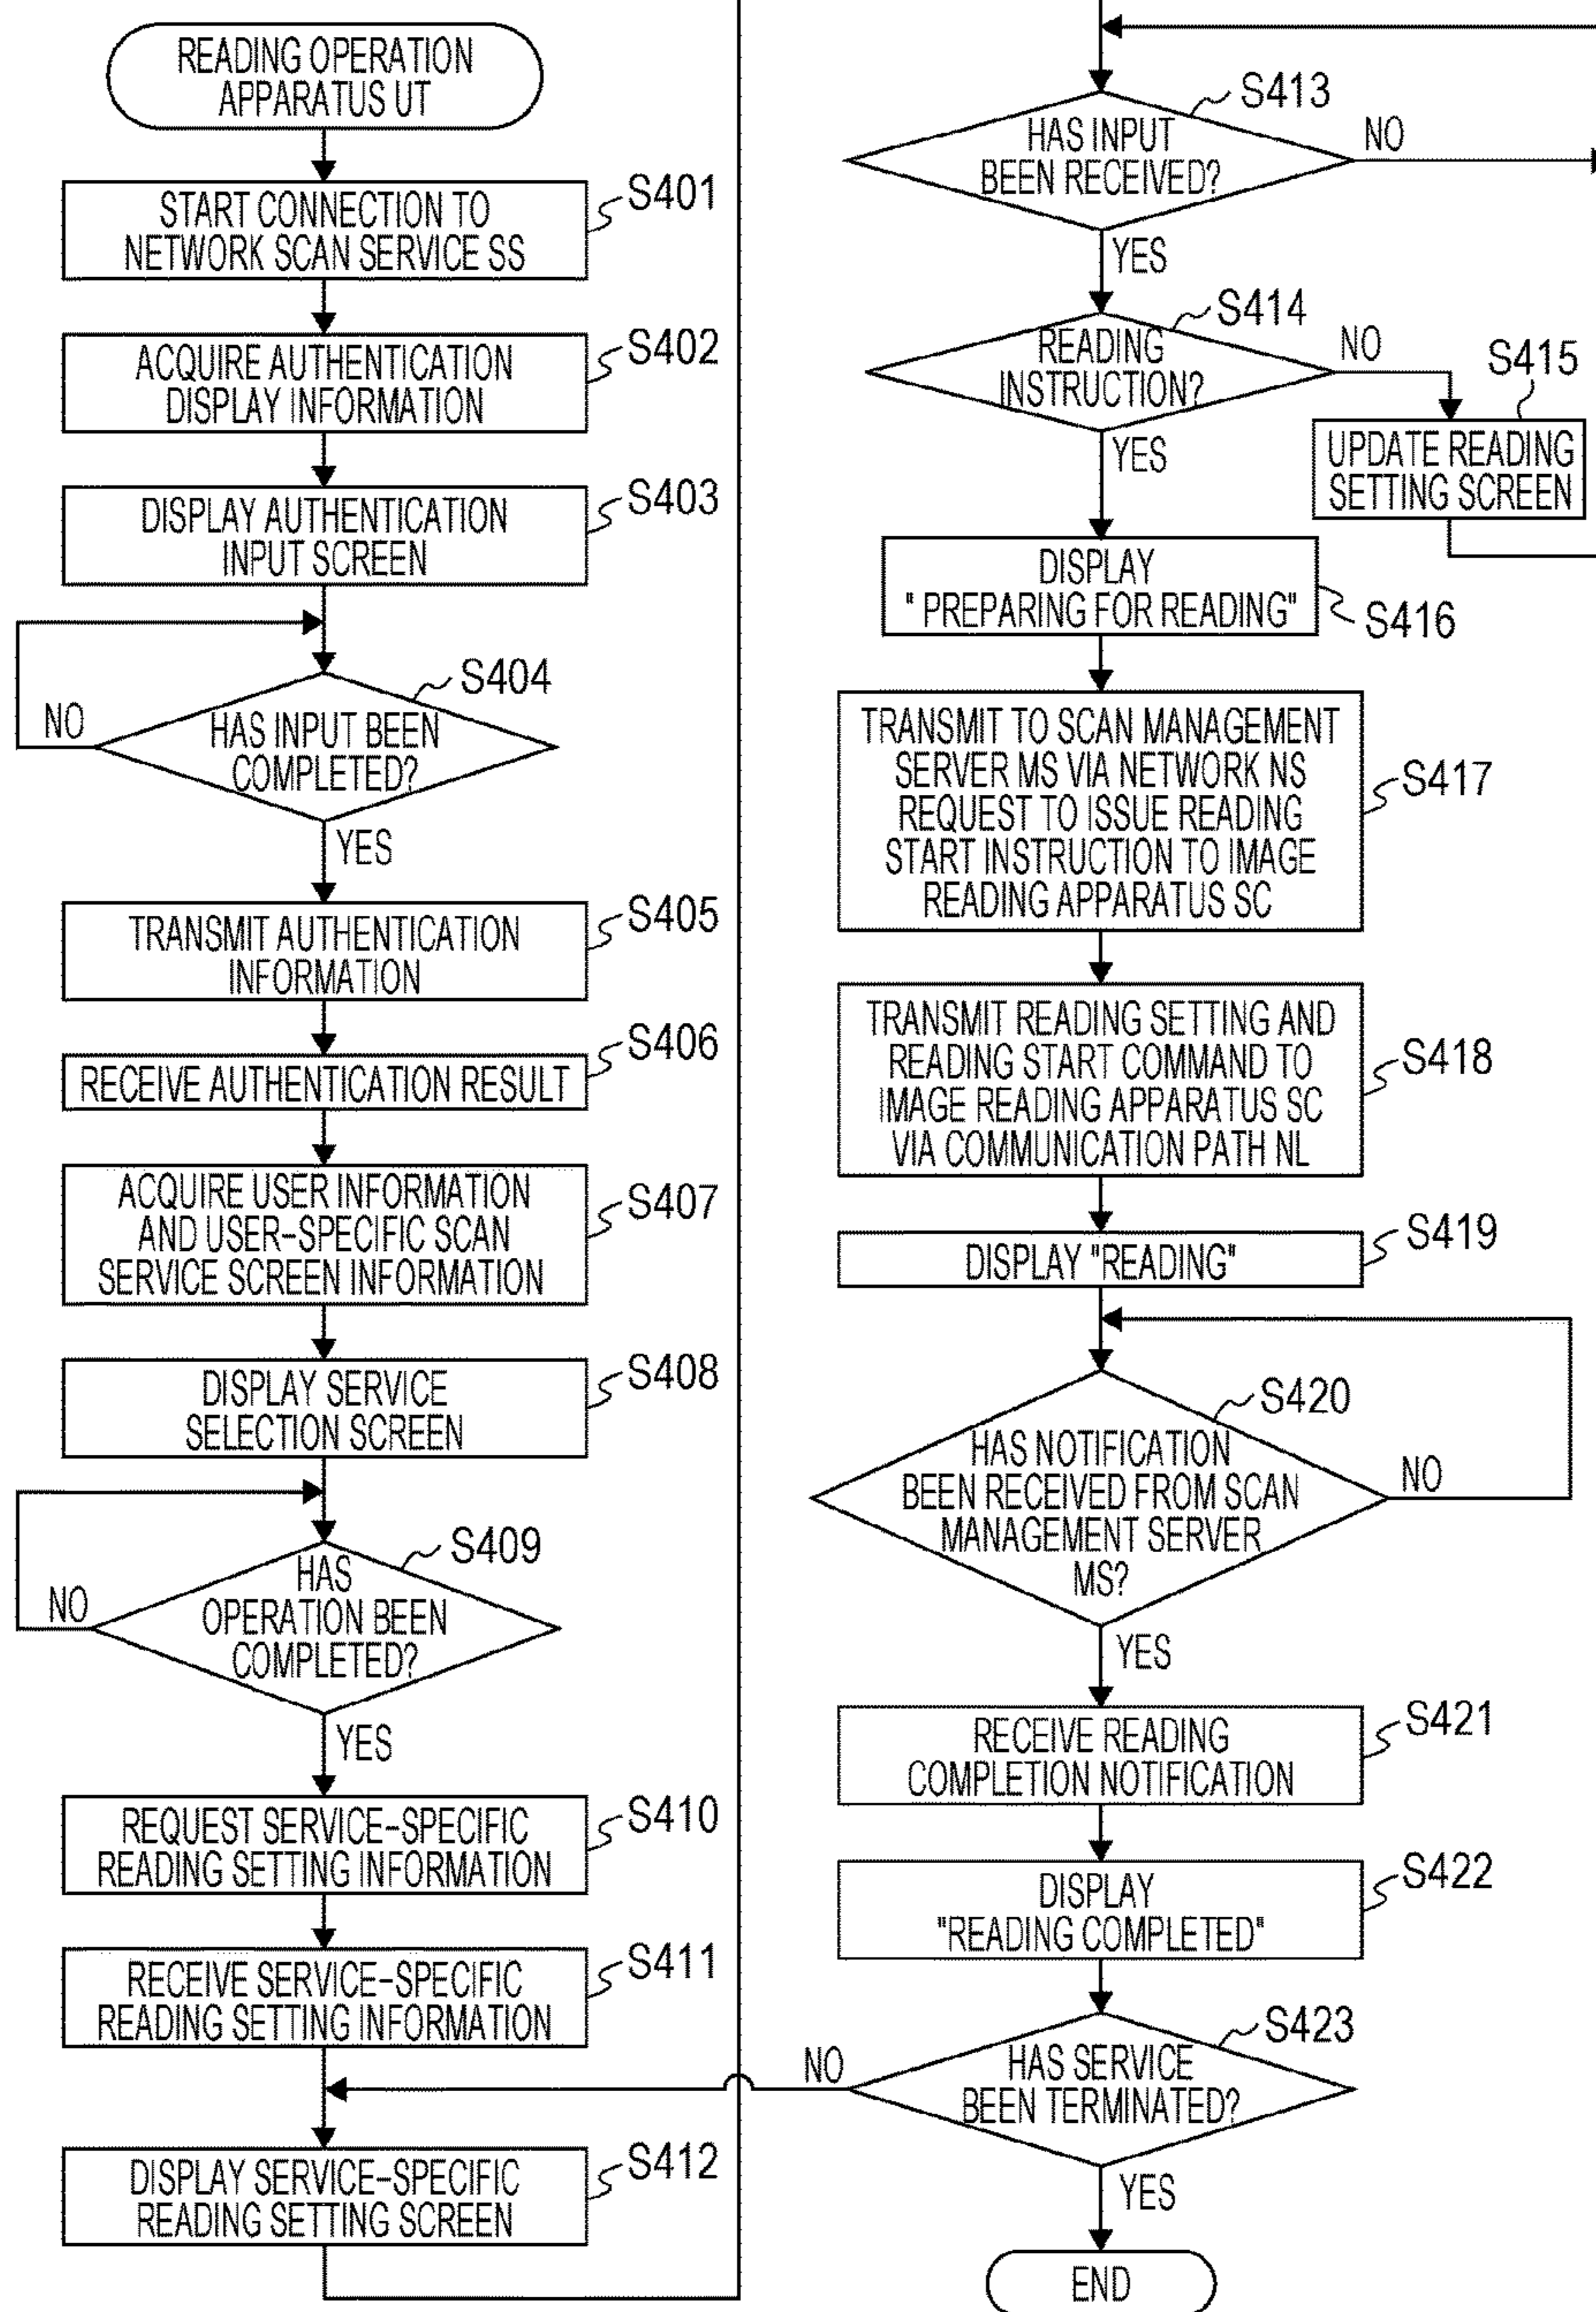 READING OPERATION
APPARATUS UT
START CONNECTION TO
NETWORK SCAN SERVICE SS
S401
ACQUIRE AUTHENTICATION
DISPLAY INFORMATION
S402
DISPLAY AUTHENTICATION
INPUT SCREEN
S403
S404
HAS INPUT BEEN
COMPLETED?
NO
YES
TRANSMIT AUTHENTICATION
INFORMATION
S405
RECEIVE AUTHENTICATION RESULT
S406
ACQUIRE USER INFORMATION
AND USER-SPECIFIC SCAN
SERVICE SCREEN INFORMATION
S407
DISPLAY SERVICE
SELECTION SCREEN
S408
S409
HAS
OPERATION BEEN
COMPLETED?
NO
YES
REQUEST SERVICE-SPECIFIC
READING SETTING INFORMATION
S410
RECEIVE SERVICE-SPECIFIC
READING SETTING INFORMATION
S411
DISPLAY SERVICE-SPECIFIC
READING SETTING SCREEN
S412
S413
HAS INPUT
BEEN RECEIVED?
NO
YES
S414
READING
INSTRUCTION?
NO
YES
S415
UPDATE READING
SETTING SCREEN
DISPLAY
" PREPARING FOR READING"
S416
TRANSMIT TO SCAN MANAGEMENT
SERVER MS VIA NETWORK NS
REQUEST TO ISSUE READING
START INSTRUCTION TO IMAGE
READING APPARATUS SC
S417
TRANSMIT READING SETTING AND
READING START COMMAND TO
IMAGE READING APPARATUS SC
VIA COMMUNICATION PATH NL
S418
DISPLAY "READING"
S419
S420
HAS NOTIFICATION
BEEN RECEIVED FROM SCAN
MANAGEMENT SERVER
MS?
NO
YES
RECEIVE READING
COMPLETION NOTIFICATION
S421
DISPLAY
"READING COMPLETED"
S422
S423
HAS SERVICE
BEEN TERMINATED?
NO
YES
END